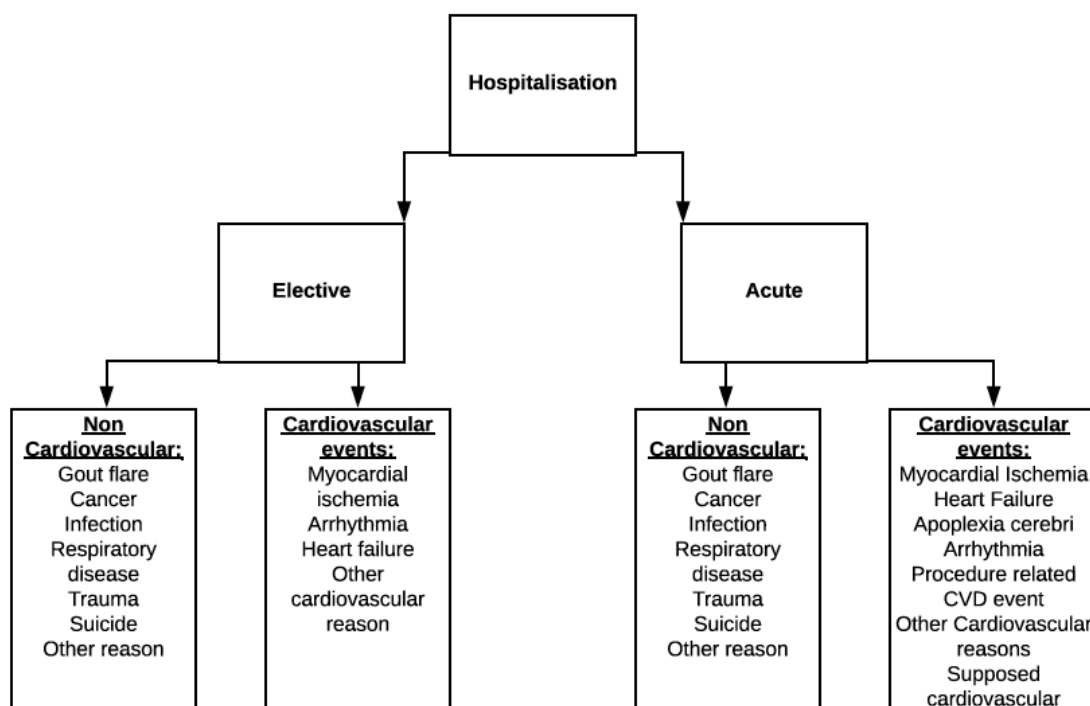 Hospitalisation
Elective
Acute
Non
Cardiovascular:
Gout flare
Cancer
Infection
Respiratory
disease
Trauma
Suicide
Other reason
Cardiovascular
events:
Myocardial
ischemia
Arrhythmia
Heart failure
Other
cardiovascular
reason
Non
Cardiovascular:
Gout flare
Cancer
Infection
Respiratory
disease
Trauma
Suicide
Other reason
Cardiovascular
events:
Myocardial Ischemia
Heart Failure
Apoplexia cerebri
Arrhythmia
Procedure related
CVD event
Other Cardiovascular
reasons
Supposed
cardiovascular